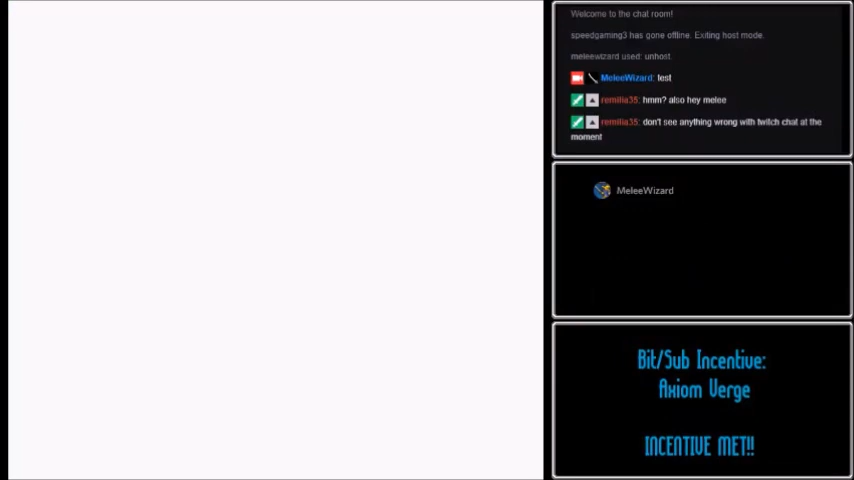 Welcome to the chat room!
speedgaming3 has gone offline. Exiting host mode.
meleewizard used: unhost
MeleeWizard: test
remilia35: hmm? also hey melee
remilia35: don't see anything wrong with twitch chat at the
moment
MeleeWizard
Bit/Sub Incentive:
Axiom Verge
INCENTIVE MET!!